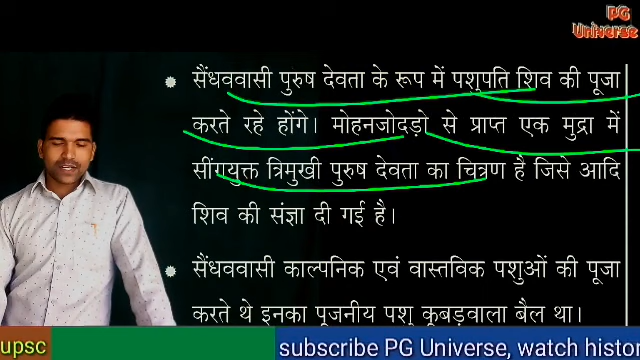 PG
Universe
सैंधववासी पुरुष देवता के रूप में पशुपति शिव की पूजा
करते रहे होंगे। मोहनजोदड़ो से प्राप्त एक मुद्रा में
सींगयुक्त त्रिमुखी पुरुष देवता का चित्रण है जिसे आदि
शिव की संज्ञा दी गई है।
सैंधववासी काल्पनिक एवं वास्तविक पशुओं की पूजा
करते थे इनका पूजनीय पशु कूबड़वाला बैल था।
upsc
subscribe PG Universe, watch histor